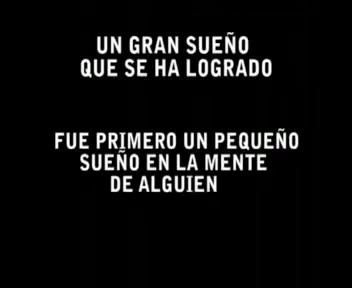 UN GRAN SUEÑO
QUE SE HA LOGRADO
FUE PRIMERO UN PEQUEÑO
SUEÑO EN LA MENTE
DE ALGUIEN